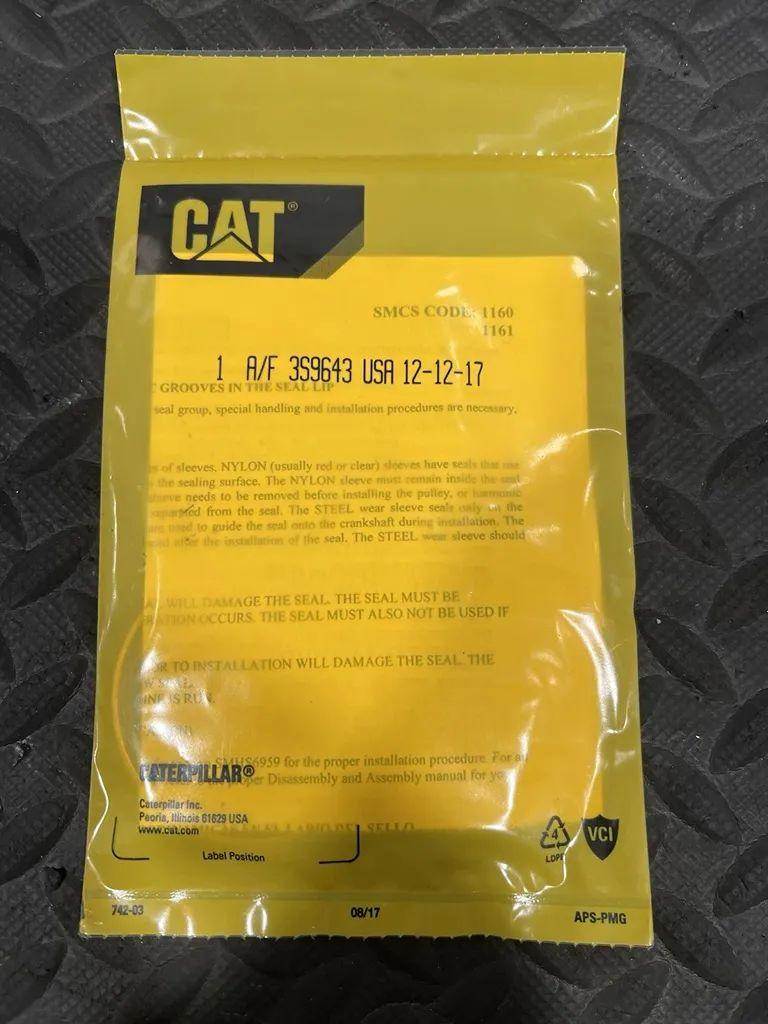 CAT®
SMCS CODE: 1160
1161
1 A/F 3S9643 USA 12-12-17
GROOVES IN THE SEAL LIP
seal group, special handling and installation procedures are necessary,
of sleeves. NYLON (usually red or clear) sleeves have seals that use
the sealing surface. The NYLON sleeve must remain inside the seal
sleeve needs to be removed before installing the pulley, or harmonic
separated from the seal. The STEEL wear sleeve seals only on the
are used to guide the seal onto the crankshaft during installation. The
after the installation of the seal. The STEEL wear sleeve should
WILL DAMAGE THE SEAL. THE SEAL MUST BE
OCCURS. THE SEAL MUST ALSO NOT BE USED IF
TO INSTALLATION WILL DAMAGE THE SEAL. THE
IS RUN.
SMHS6959 for the proper installation procedure. For an
proper Disassembly and Assembly manual for
CATERPILLAR®
Caterpillar Inc.
Peoria, Illinois 61629 USA
www.cat.com
Label Position
4
LDPE
VCI
742-03
08/17
APS-PMG